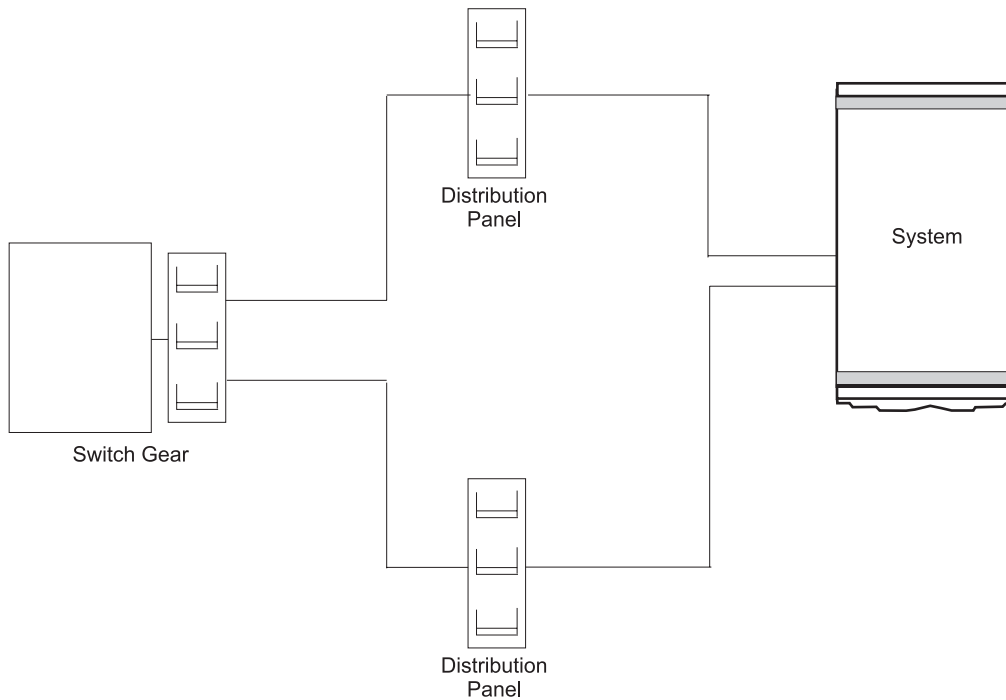 Distribution
Panel
System
Switch Gear
Distribution
Panel